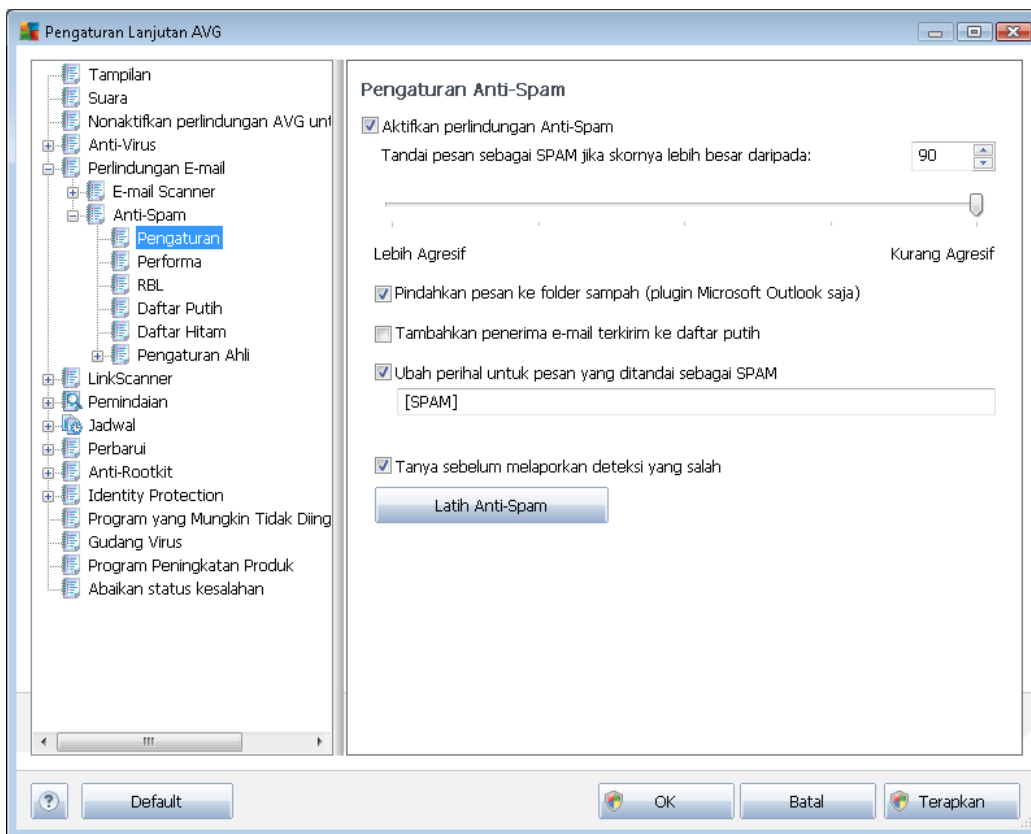 Pengaturan Lanjutan AVG
Tampilan
Suara
Nonaktifkan perlindungan AVG unt
Anti-Virus
Perlindungan E-mail
E-mail Scanner
Anti-Spam
Pengaturan
Performa
RBL
Daftar Putih
Daftar Hitam
Pengaturan Ahli
LinkScanner
Pemindaian
Jadwal
Perbarui
Anti-Rootkit
Identity Protection
Program yang Mungkin Tidak Diing
Gudang Virus
Program Peningkatan Produk
Abaikan status kesalahan
Pengaturan Anti-Spam
Aktifkan perlindungan Anti-Spam
Tandai pesan sebagai SPAM jika skornya lebih besar daripada: 90
Lebih Agresif Kurang Agresif
Pindahkan pesan ke folder sampah (plugin Microsoft Outlook saja)
Tambahkan penerima e-mail terkirim ke daftar putih
Ubah perihal untuk pesan yang ditandai sebagai SPAM
[SPAM]
Tanya sebelum melaporkan deteksi yang salah
Latih Anti-Spam
? Default OK Batal Terapkan